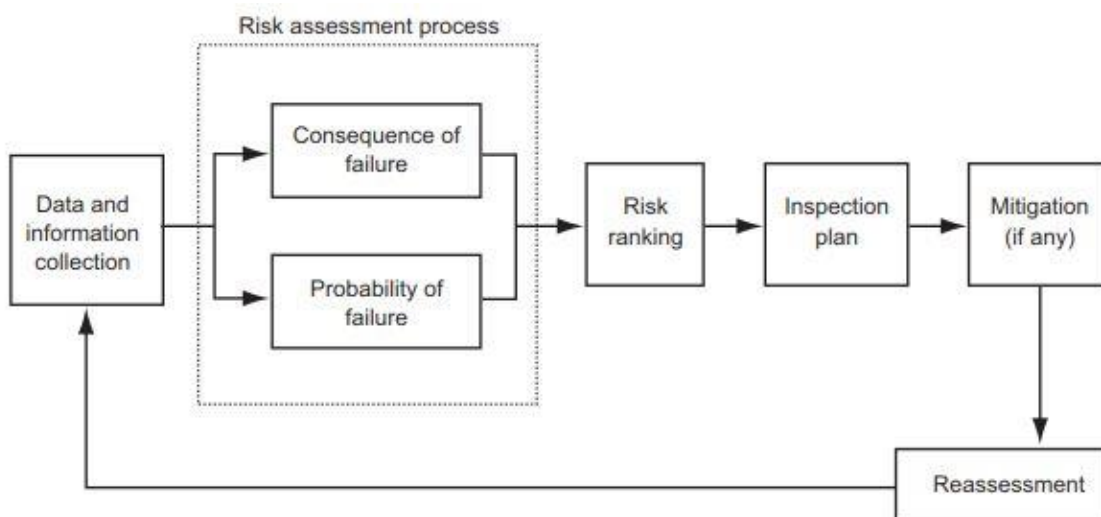 Risk assessment process
Data and
information
collection
Consequence of
failure
Probability of
failure
Risk
ranking
Inspection
plan
Mitigation
(if any)
Reassessment